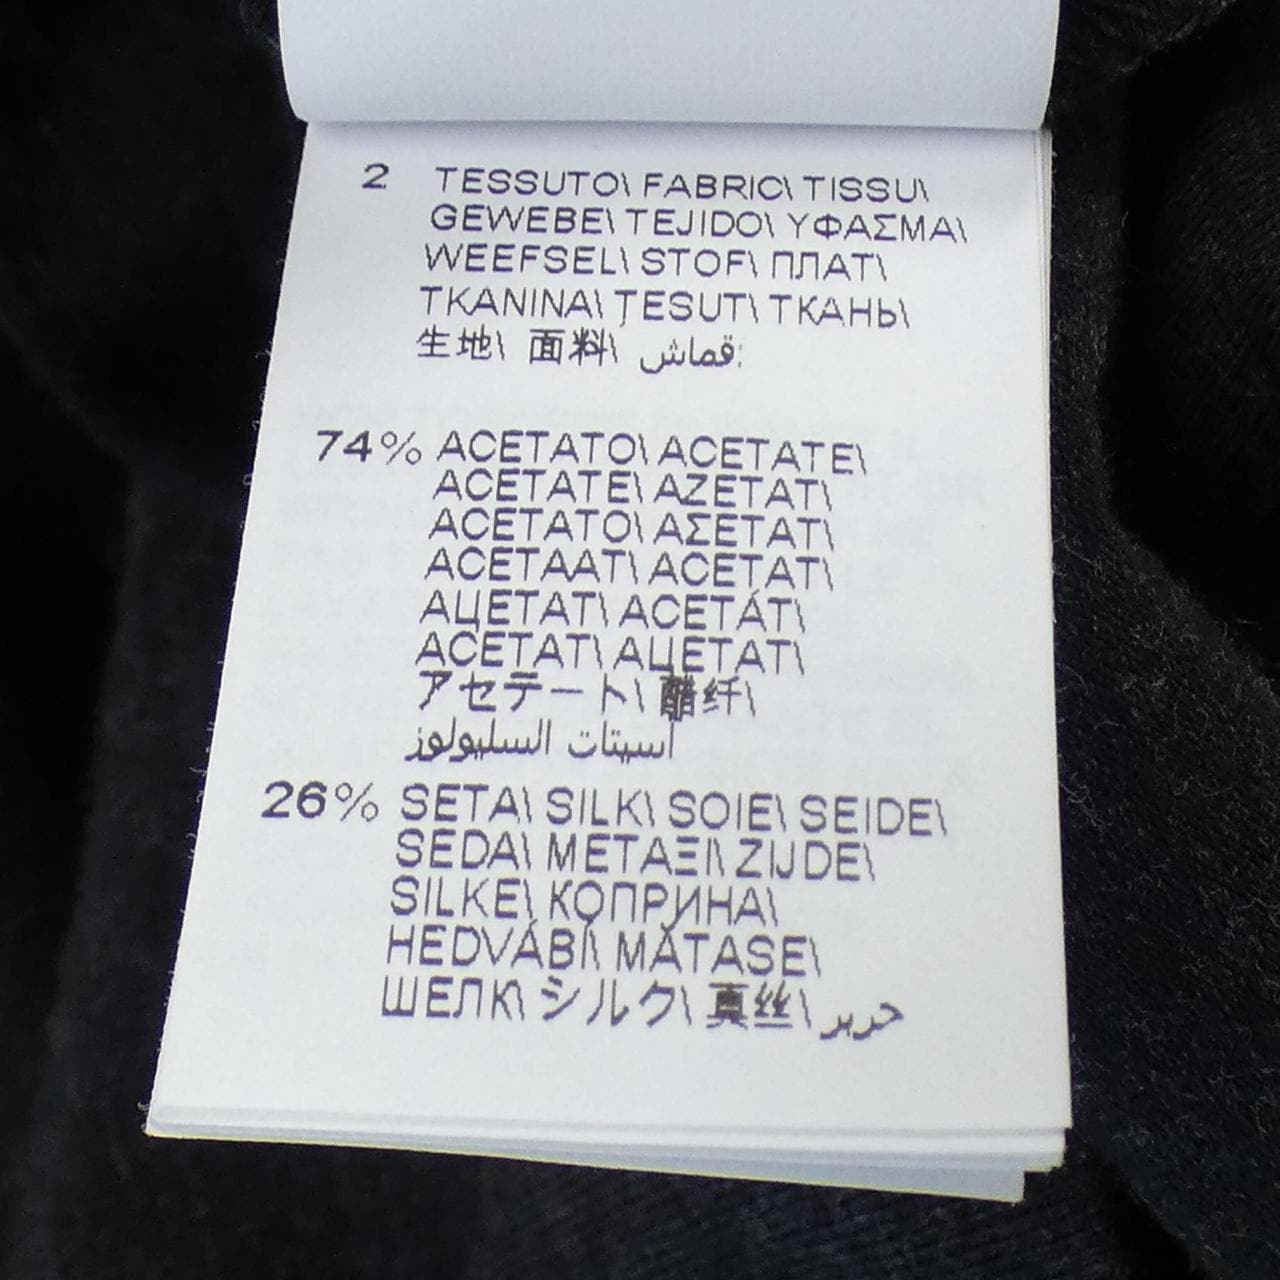 2 TESSUTO\ FABRIC\ TISSU\
GEWEBE\ TEJIDO\ ΥΦΑΣΜΑ\
WEEFSEL\ STOF\ ПЛАТ\
TKANINA\ ŢESUT\ ТКАНЬ\
生地\ 面料\ قماش:
74% ACETATO\ ACETATE\
ACETATE\ AZETAT\
ACETATO\ ΑΣΕΤΑΤ\
ACETAAT\ ACETAT\
АЦЕТАТ\ ACETÁT\
ACETAT\ АЦЕТАТ\
アセテート\ 醋纤\
أسيتات السليولوز
26% SETA\ SILK\ SOIE\ SEIDE\
SEDA\ ΜΕΤΑΞΙ\ ZIJDE\
SILKE\ КОПРИНА\
HEDVÁBÍ\ MĂTASE\
ШЕЛК\ シルク\ 真丝\ حرير